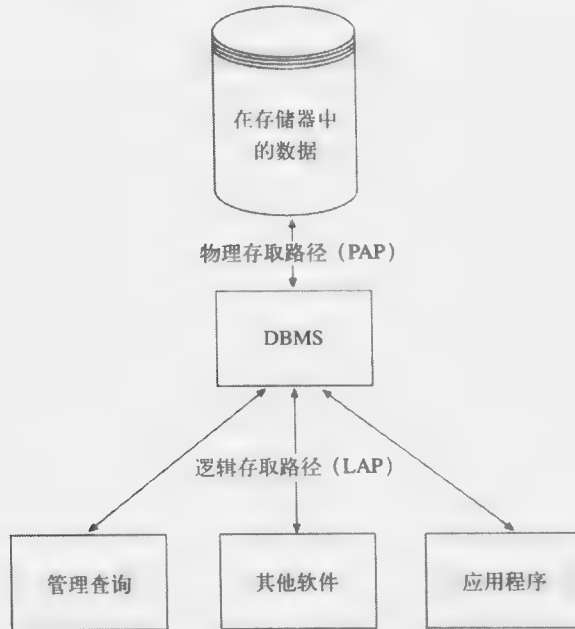 在存储器中
的数据
物理存取路径（PAP）
DBMS
逻辑存取路径（LAP）
管理查询
其他软件
应用程序